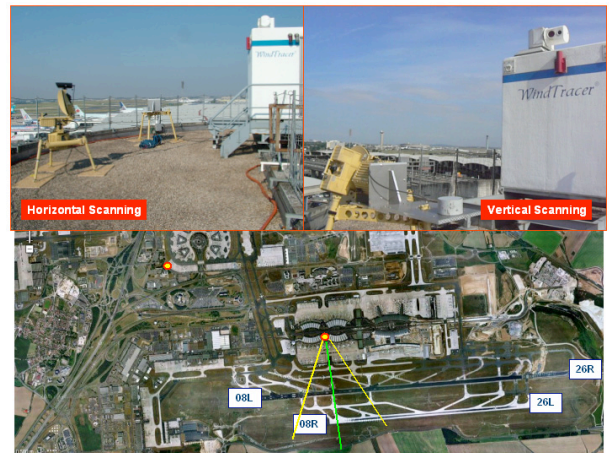 WindTracer
WindTracer®
Horizontal Scanning
Vertical Scanning
08L
26R
08R
26L